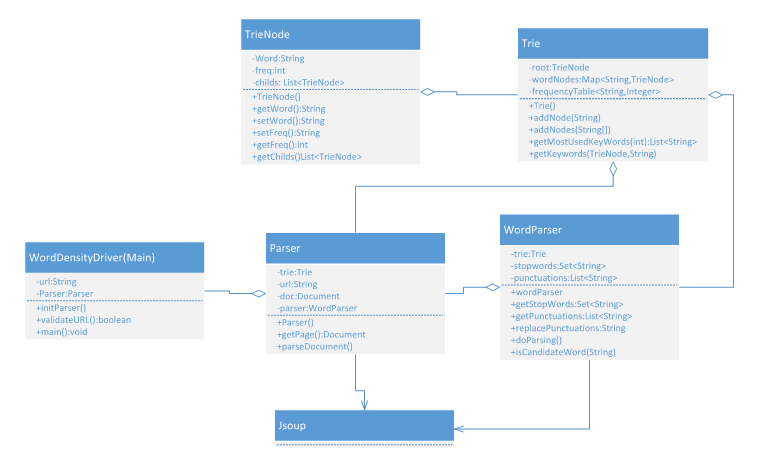 TrieNode
-Word:String
-freq:int
-childs: List<TrieNode>
+TrieNode()
+getWord():String
+setWord():String
+setFreq():String
+getFreq():int
+getChilds()List<TrieNode>
Trie
-root:TrieNode
-wordNodes:Map<String,TrieNode>
-frequencyTable<String,Integer>
+Trie()
+addNode(String)
+addNodes(String[])
+getMostUsedKeyWords(int):List<String>
+getKeywords(TrieNode,String)
WordDensityDriver(Main)
-url:String
-Parser:Parser
+initParser()
+validateURL():boolean
+main():void
Parser
-trie:Trie
-url:String
-doc:Document
-parser:WordParser
+Parser()
+getPage():Document
+parseDocument()
WordParser
-trie:Trie
-stopwords:Set<String>
-punctuations:List<String>
+wordParser
+getStopWords:Set<String>
+getPunctuations:List<String>
+replacePunctuations:String
+doParsing()
+isCandidateWord(String)
Jsoup